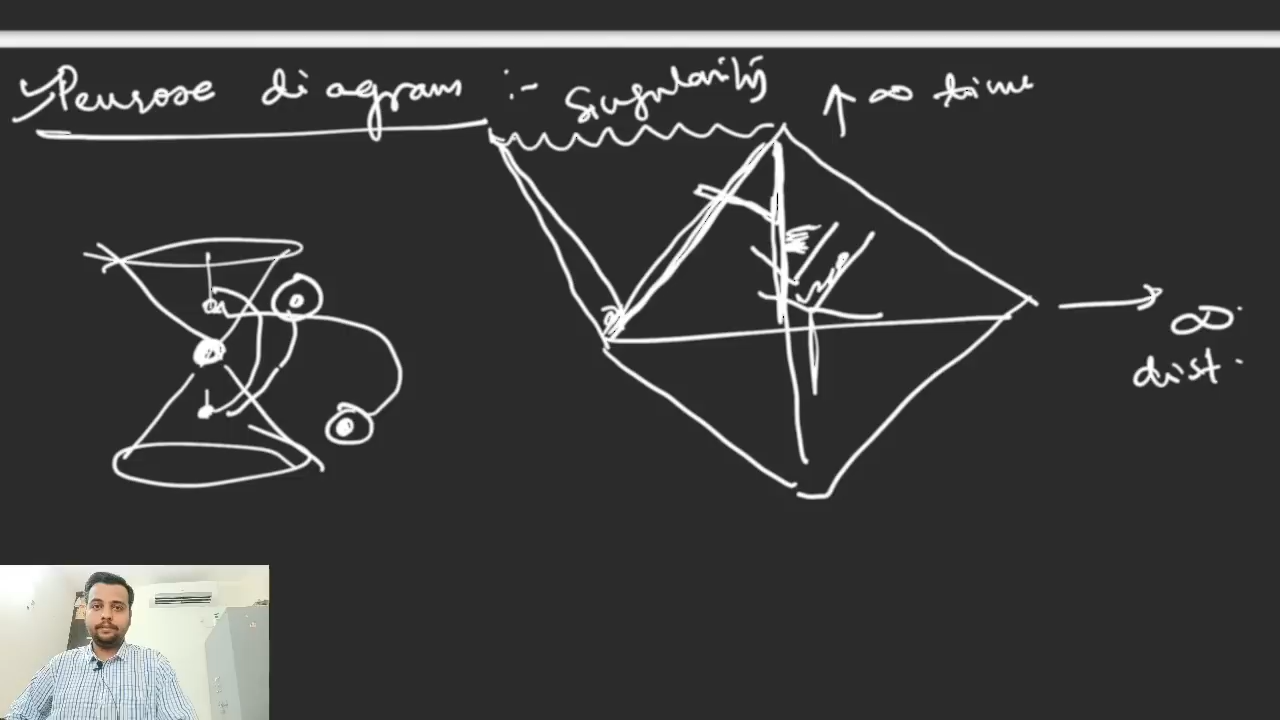 Penrose diagram :-
Singularity
↑ ∞ time
→ ∞ dist.